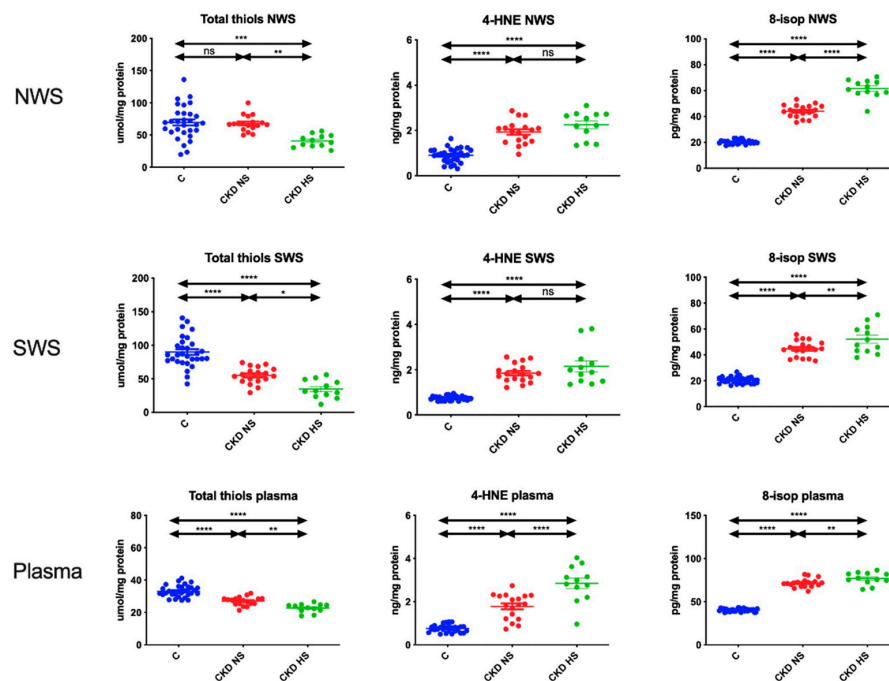 NWS
Total thiols NWS
umol/mg protein
200
150
100
50
0
***
ns
**
C
CKD NS
CKD HS
4-HNE NWS
ng/mg protein
6
4
2
0
****
****
ns
C
CKD NS
CKD HS
8-isop NWS
pg/mg protein
100
80
60
40
20
0
****
****
****
C
CKD NS
CKD HS
SWS
Total thiols SWS
umol/mg protein
200
150
100
50
0
****
****
*
C
CKD NS
CKD HS
4-HNE SWS
ng/mg protein
6
4
2
0
****
****
ns
C
CKD NS
CKD HS
8-isop SWS
pg/mg protein
100
80
60
40
20
0
****
****
**
C
CKD NS
CKD HS
Plasma
Total thiols plasma
umol/mg protein
80
60
40
20
0
****
****
**
C
CKD NS
CKD HS
4-HNE plasma
ng/mg protein
6
4
2
0
****
****
****
C
CKD NS
CKD HS
8-isop plasma
pg/mg protein
150
100
50
0
****
****
**
C
CKD NS
CKD HS